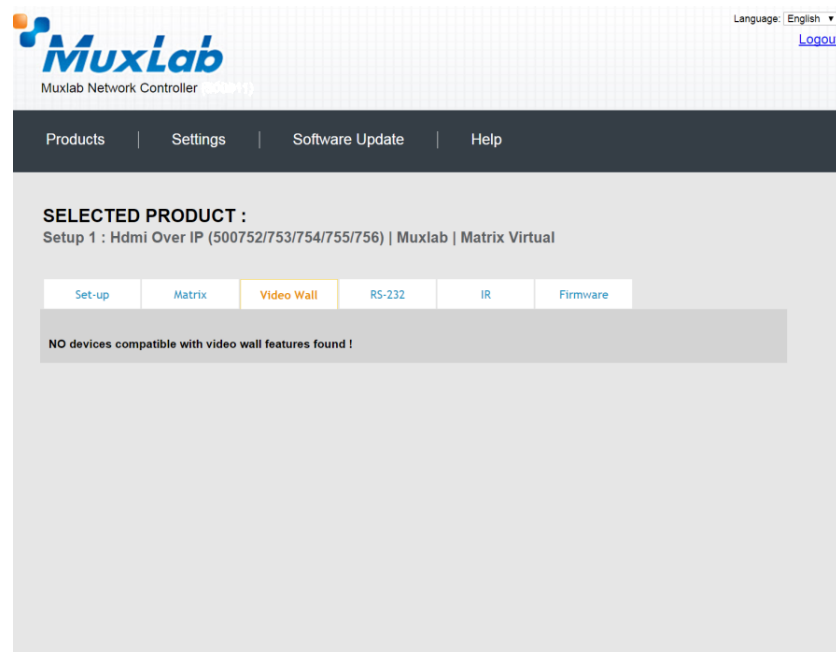 Language: English
Logou
MuxLab
Muxlab Network Controller
Products | Settings | Software Update | Help
SELECTED PRODUCT :
Setup 1 : Hdmi Over IP (500752/753/754/755/756) | Muxlab | Matrix Virtual
Set-up Matrix Video Wall RS-232 IR Firmware
NO devices compatible with video wall features found !